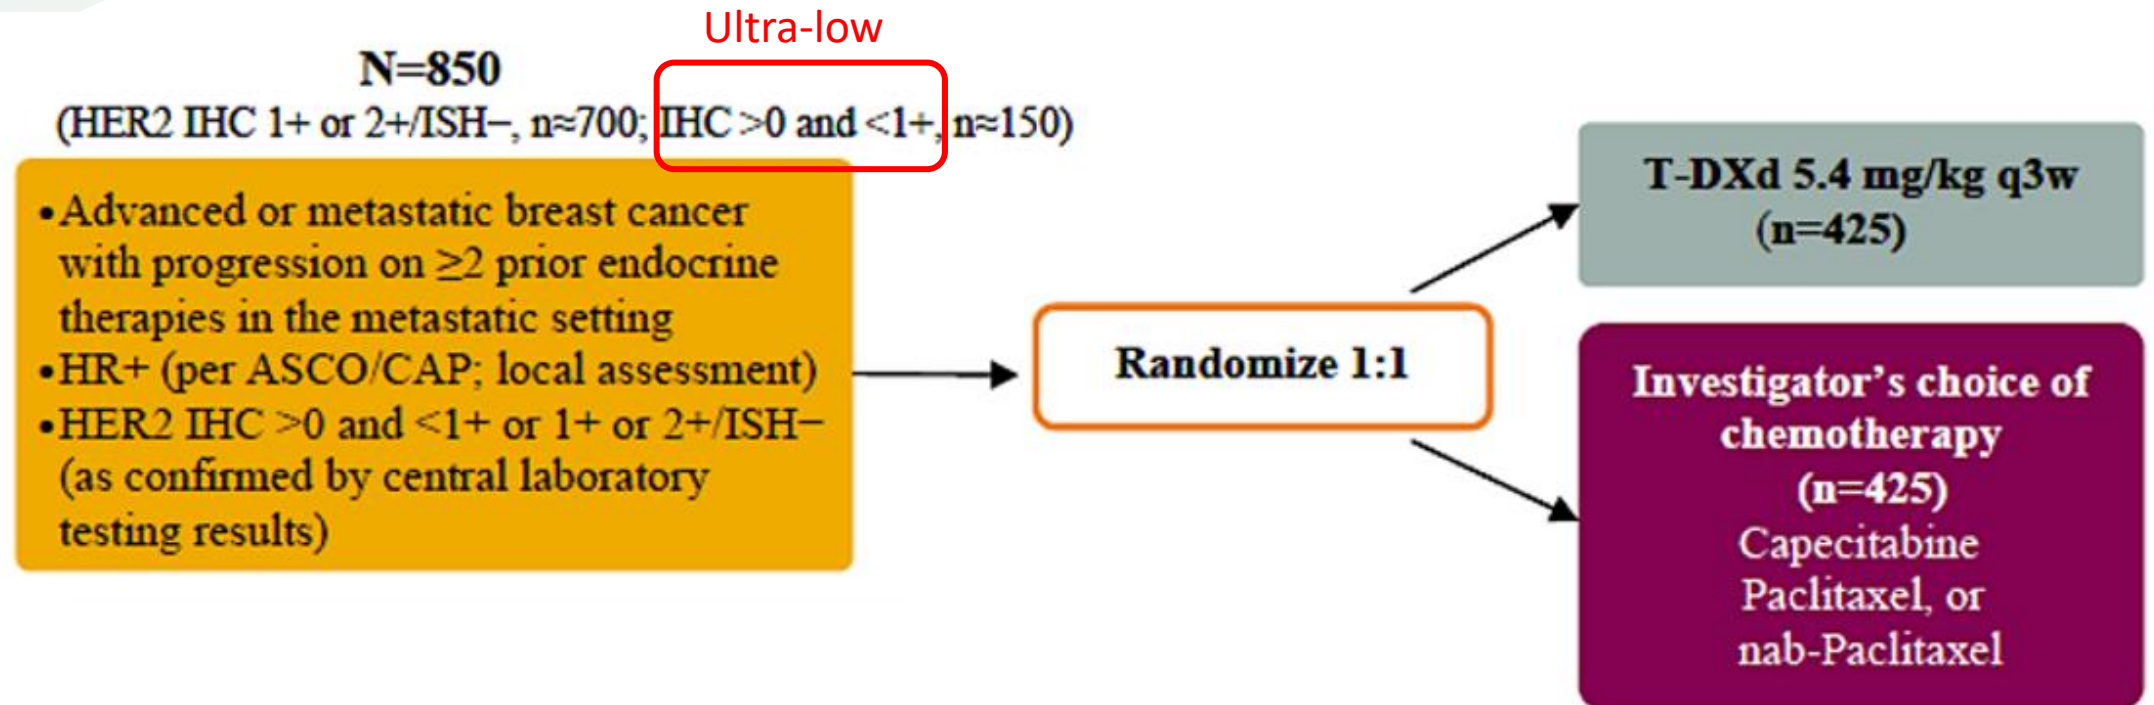 Ultra-low
N=850
(HER2 IHC 1+ or 2+/ISH−, n≈700; IHC >0 and <1+, n≈150)
•Advanced or metastatic breast cancer
with progression on ≥2 prior endocrine
therapies in the metastatic setting
•HR+ (per ASCO/CAP; local assessment)
•HER2 IHC >0 and <1+ or 1+ or 2+/ISH−
(as confirmed by central laboratory
testing results)
Randomize 1:1
T-DXd 5.4 mg/kg q3w
(n=425)
Investigator’s choice of
chemotherapy
(n=425)
Capecitabine
Paclitaxel, or
nab-Paclitaxel